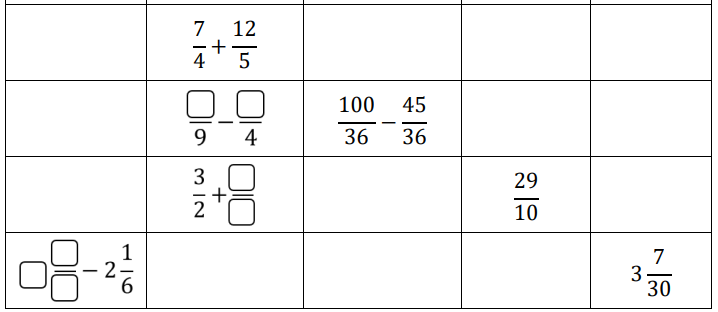 7/4 + 12/5
□/9 − □/4 100/36 − 45/36
3/2 + □/□ 29/10
□ □/□ − 2 1/6 3 7/30